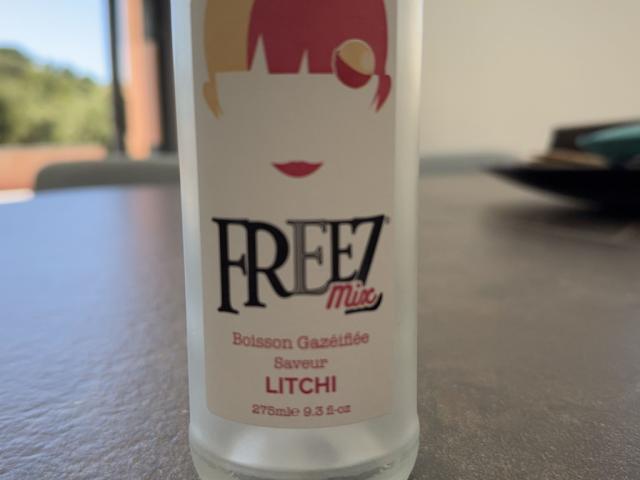 FREEZ
Mix
Boisson Gazéifiée
Saveur
LITCHI
275ml℮ 9.3 fl-oz